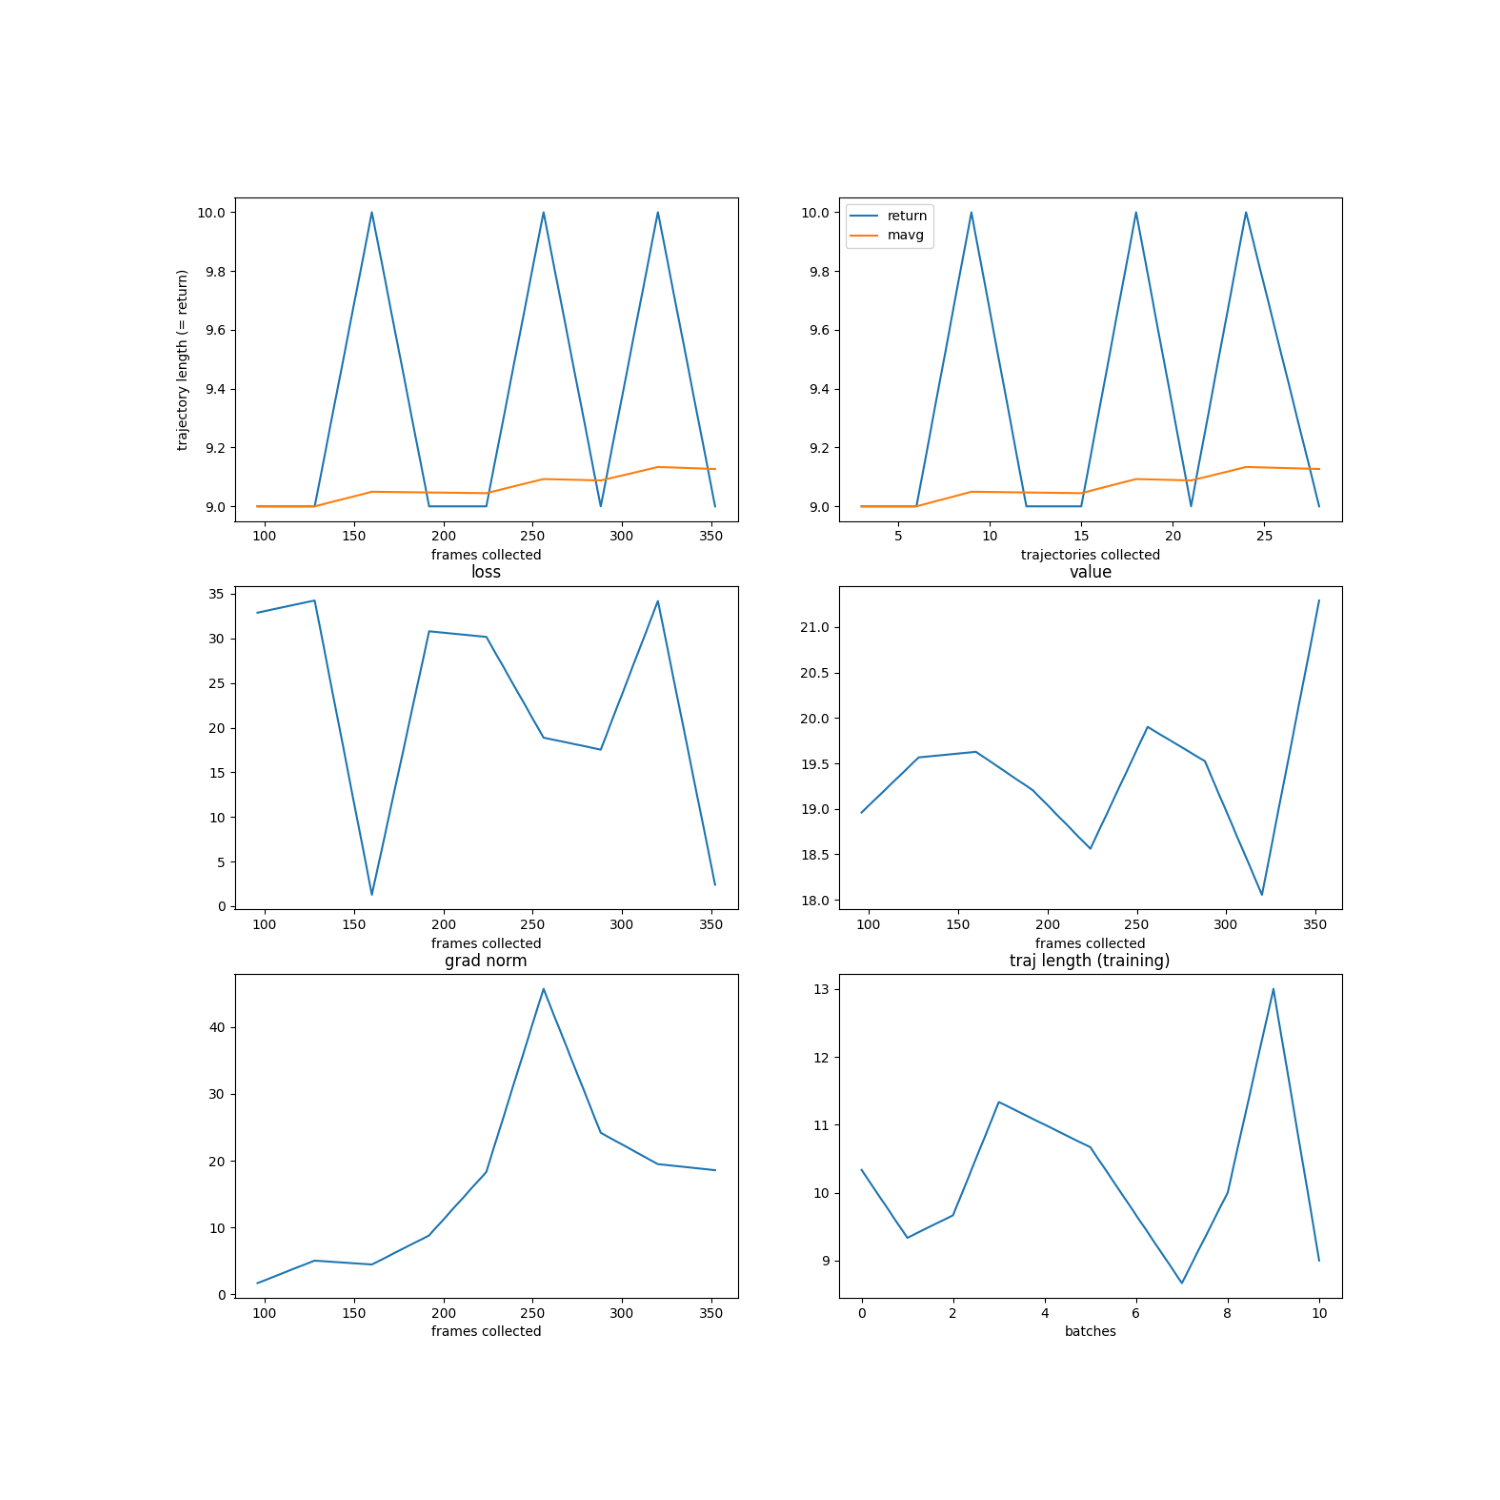 trajectory length (= return)
10.0
9.8
9.6
9.4
9.2
9.0
100 150 200 250 300 350
frames collected
return
mavg
10.0
9.8
9.6
9.4
9.2
9.0
5 10 15 20 25
trajectories collected
loss
35
30
25
20
15
10
5
0
100 150 200 250 300 350
frames collected
value
21.0
20.5
20.0
19.5
19.0
18.5
18.0
100 150 200 250 300 350
frames collected
grad norm
40
30
20
10
0
100 150 200 250 300 350
frames collected
traj length (training)
13
12
11
10
9
0 2 4 6 8 10
batches